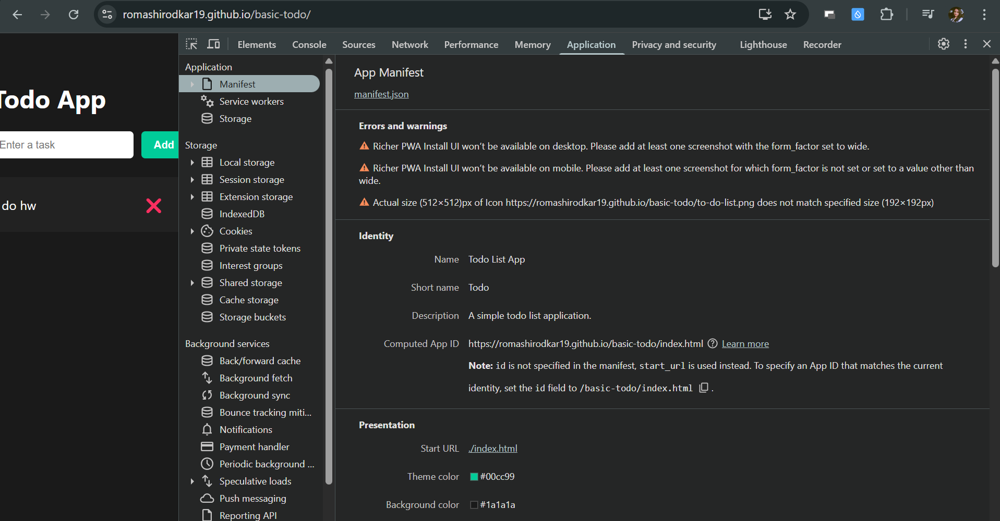 romashirodkar19.github.io/basic-todo/
Elements Console Sources Network Performance Memory Application Privacy and security Lighthouse Recorder
Todo App
Enter a task
Add
do hw
Application
Manifest
Service workers
Storage
Storage
Local storage
Session storage
Extension storage
IndexedDB
Cookies
Private state tokens
Interest groups
Shared storage
Cache storage
Storage buckets
Background services
Back/forward cache
Background fetch
Background sync
Bounce tracking miti...
Notifications
Payment handler
Periodic background ...
Speculative loads
Push messaging
Reporting API
App Manifest
manifest.json
Errors and warnings
Richer PWA Install UI won’t be available on desktop. Please add at least one screenshot with the form_factor set to wide.
Richer PWA Install UI won’t be available on mobile. Please add at least one screenshot for which form_factor is not set or set to a value other than
wide.
Actual size (512×512)px of Icon https://romashirodkar19.github.io/basic-todo/to-do-list.png does not match specified size (192×192px)
Identity
Name Todo List App
Short name Todo
Description A simple todo list application.
Computed App ID https://romashirodkar19.github.io/basic-todo/index.html Learn more
Note: id is not specified in the manifest, start_url is used instead. To specify an App ID that matches the current
identity, set the id field to /basic-todo/index.html .
Presentation
Start URL ./index.html
Theme color #00cc99
Background color #1a1a1a